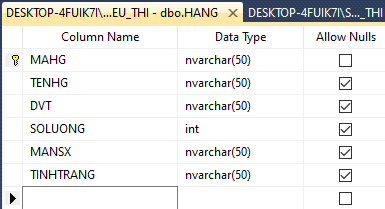 DESKTOP-4FUIK7I\...EU_THI - dbo.HANG DESKTOP-4FUIK7I\S..._THI
Column Name Data Type Allow Nulls
MAHG nvarchar(50)
TENHG nvarchar(50)
DVT nvarchar(50)
SOLUONG int
MANSX nvarchar(50)
TINHTRANG nvarchar(50)